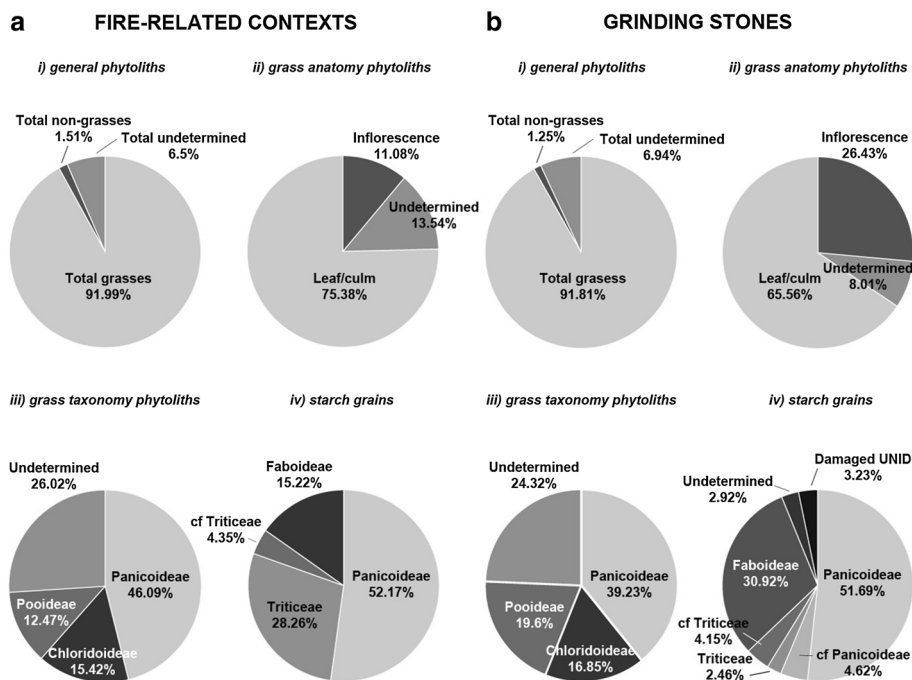 a FIRE-RELATED CONTEXTS
i) general phytoliths
Total non-grasses
1.51%
Total undetermined
6.5%
Total grasses
91.99%
ii) grass anatomy phytoliths
Inflorescence
11.08%
Undetermined
13.54%
Leaf/culm
75.38%
iii) grass taxonomy phytoliths
Undetermined
26.02%
Panicoideae
46.09%
Pooideae
12.47%
Chloridoideae
15.42%
iv) starch grains
Faboideae
15.22%
cf Triticeae
4.35%
Panicoideae
52.17%
Triticeae
28.26%
b GRINDING STONES
i) general phytoliths
Total non-grasses
1.25%
Total undetermined
6.94%
Total grasess
91.81%
ii) grass anatomy phytoliths
Inflorescence
26.43%
Undetermined
8.01%
Leaf/culm
65.56%
iii) grass taxonomy phytoliths
Undetermined
24.32%
Panicoideae
39.23%
Pooideae
19.6%
Chloridoideae
16.85%
iv) starch grains
Damaged UNID
3.23%
Undetermined
2.92%
Faboideae
30.92%
Panicoideae
51.69%
cf Triticeae
4.15%
Triticeae
2.46%
cf Panicoideae
4.62%